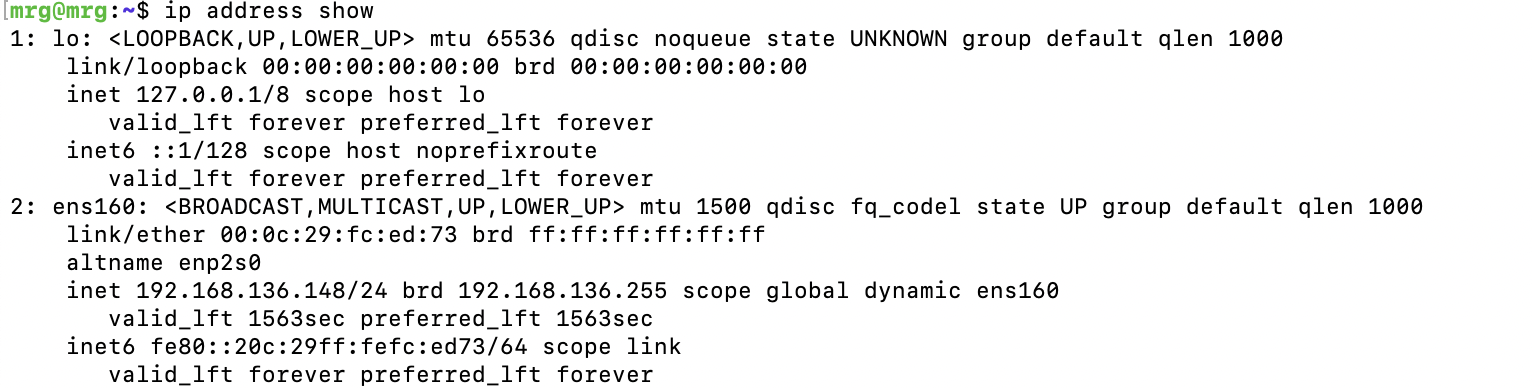 [mrg@mrg:~$ ip address show
1: lo: <LOOPBACK,UP,LOWER_UP> mtu 65536 qdisc noqueue state UNKNOWN group default qlen 1000
    link/loopback 00:00:00:00:00:00 brd 00:00:00:00:00:00
    inet 127.0.0.1/8 scope host lo
       valid_lft forever preferred_lft forever
    inet6 ::1/128 scope host noprefixroute
       valid_lft forever preferred_lft forever
2: ens160: <BROADCAST,MULTICAST,UP,LOWER_UP> mtu 1500 qdisc fq_codel state UP group default qlen 1000
    link/ether 00:0c:29:fc:ed:73 brd ff:ff:ff:ff:ff:ff
    altname enp2s0
    inet 192.168.136.148/24 brd 192.168.136.255 scope global dynamic ens160
       valid_lft 1563sec preferred_lft 1563sec
    inet6 fe80::20c:29ff:fefc:ed73/64 scope link
       valid_lft forever preferred_lft forever